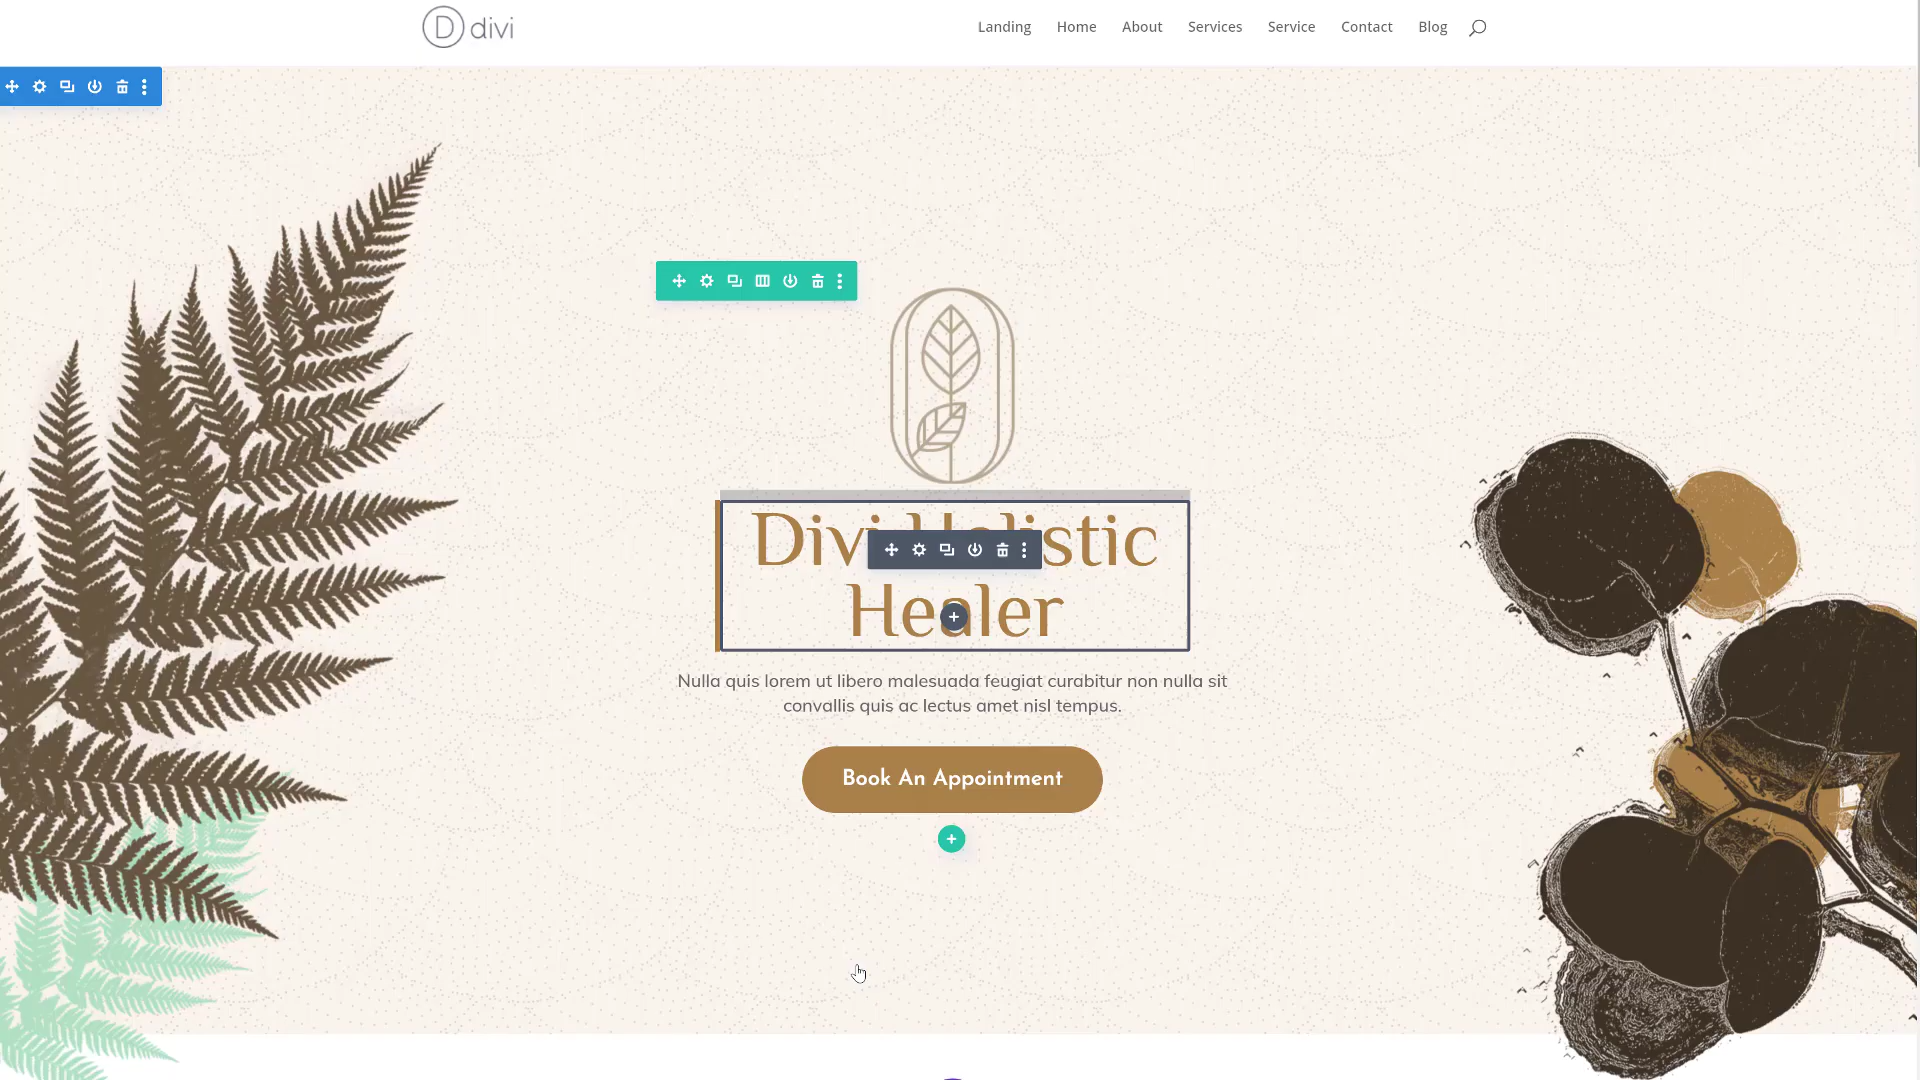 D divi
Landing Home About Services Service Contact Blog
Divi Holistic
Healer
Nulla quis lorem ut libero malesuada feugiat curabitur non nulla sit
convallis quis ac lectus amet nisl tempus.
Book An Appointment